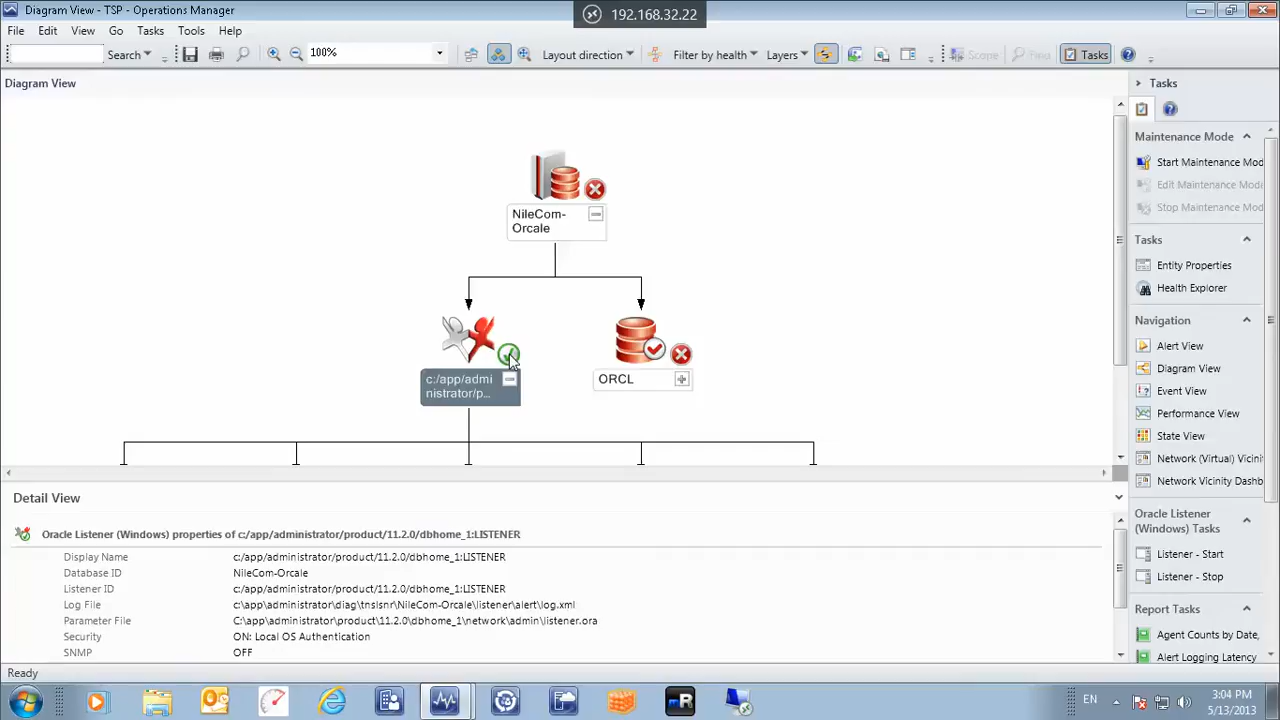 Diagram View - TSP - Operations Manager
192.168.32.22
File Edit View Go Tasks Tools Help
Search 100% Layout direction Filter by health Layers Scope Find Tasks
Diagram View
NileCom-
Orcale
c:/app/admi
nistrator/p...
ORCL
Detail View
Oracle Listener (Windows) properties of c:/app/administrator/product/11.2.0/dbhome_1:LISTENER
Display Name c:/app/administrator/product/11.2.0/dbhome_1:LISTENER
Database ID NileCom-Orcale
Listener ID c:/app/administrator/product/11.2.0/dbhome_1:LISTENER
Log File c:\app\administrator\diag\tnslsnr\NileCom-Orcale\listener\alert\log.xml
Parameter File C:\app\administrator\product\11.2.0\dbhome_1\network\admin\listener.ora
Security ON: Local OS Authentication
SNMP OFF
Tasks
Maintenance Mode
Start Maintenance Mod
Edit Maintenance Mod
Stop Maintenance Mod
Tasks
Entity Properties
Health Explorer
Navigation
Alert View
Diagram View
Event View
Performance View
State View
Network (Virtual) Vicini
Network Vicinity Dashb
Oracle Listener
(Windows) Tasks
Listener - Start
Listener - Stop
Report Tasks
Agent Counts by Date,
Alert Logging Latency
Ready
EN
3:04 PM
5/13/2013